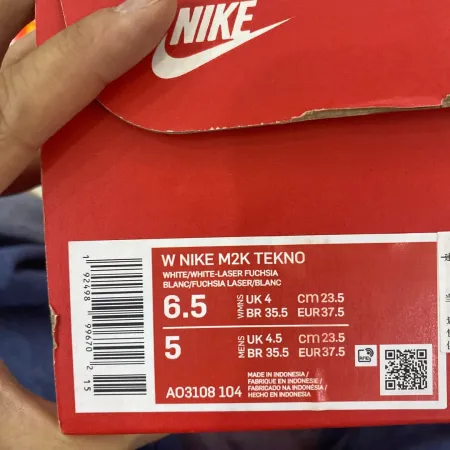 NIKE
W NIKE M2K TEKNO
WHITE/WHITE-LASER FUCHSIA
BLANC/FUCHSIA LASER/BLANC
6.5 WMNS UK 4 cm 23.5
BR 35.5 EUR 37.5
5 MENS UK 4.5 cm 23.5
BR 35.5 EUR 37.5
AO3108 104
MADE IN INDONESIA /
FABRIQUE EN INDONESIE /
FABRICADO NA INDONÉSIA /
HECHO EN INDONESIA
1 92498 99670 2 15